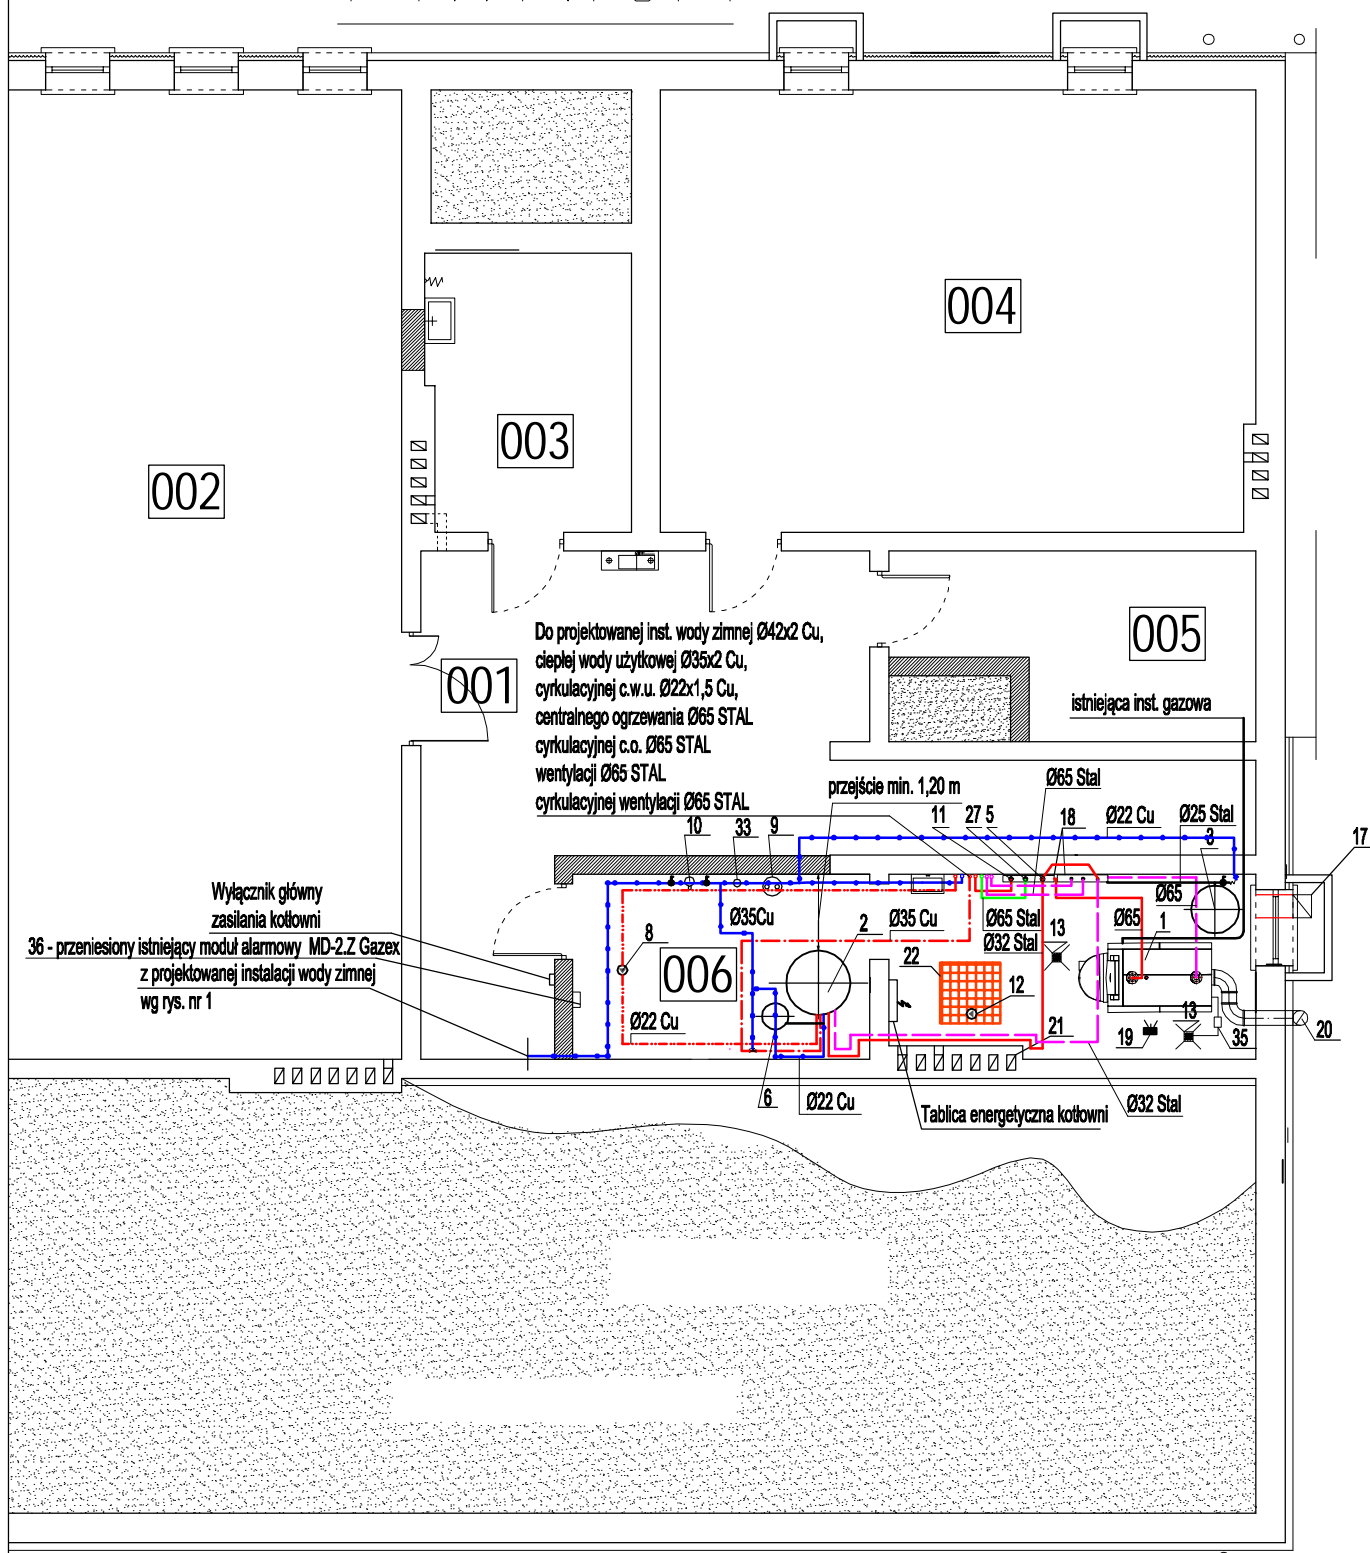 004
003
002
Do projektowanej inst. wody zimnej Ø42x2 Cu,
ciepłej wody użytkowej Ø35x2 Cu,
cyrkulacyjnej c.w.u. Ø22x1,5 Cu,
centralnego ogrzewania Ø65 STAL
cyrkulacyjnej c.o. Ø65 STAL
wentylacji Ø65 STAL
cyrkulacyjnej wentylacji Ø65 STAL
005
001
istniejąca inst. gazowa
przejście min. 1,20 m
Ø65 Stal
10
33
9
11
27
5
18
Ø22 Cu
Ø25 Stal
3
17
Wyłącznik główny
zasilania kotłowni
36 - przeniesiony istniejący moduł alarmowy MD-2.Z Gazex
z projektowanej instalacji wody zimnej
wg rys. nr 1
Ø35Cu
2
Ø35 Cu
Ø65 Stal
Ø32 Stal
13
Ø65
Ø65
1
8
006
22
12
Ø22 Cu
21
19
13
35
20
6
Ø22 Cu
Tablica energetyczna kotłowni
Ø32 Stal